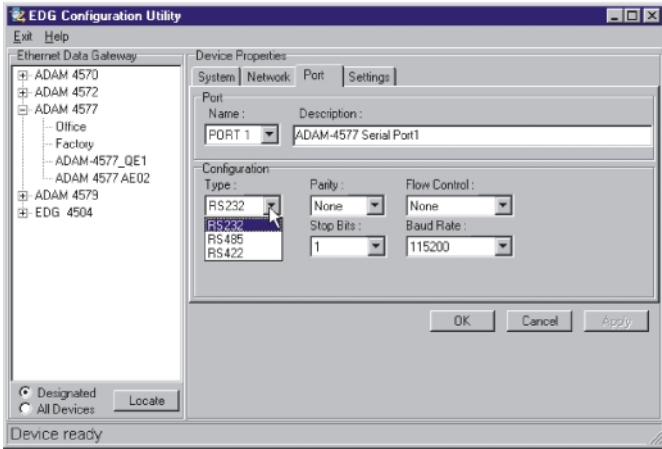 EDG Configuration Utility
Exit Help
Ethernet Data Gateway
ADAM 4570
ADAM 4572
ADAM 4577
Office
Factory
ADAM-4577_QE1
ADAM 4577 AE02
ADAM 4579
EDG 4504
Designated
All Devices
Locate
Device Properties
System Network Port Settings
Port
Name : Description :
PORT 1 ADAM-4577 Serial Port1
Configuration
Type : Parity : Flow Control :
RS232 None None
RS232
RS485
RS422
Stop Bits : Baud Rate :
1 115200
OK Cancel Apply
Device ready